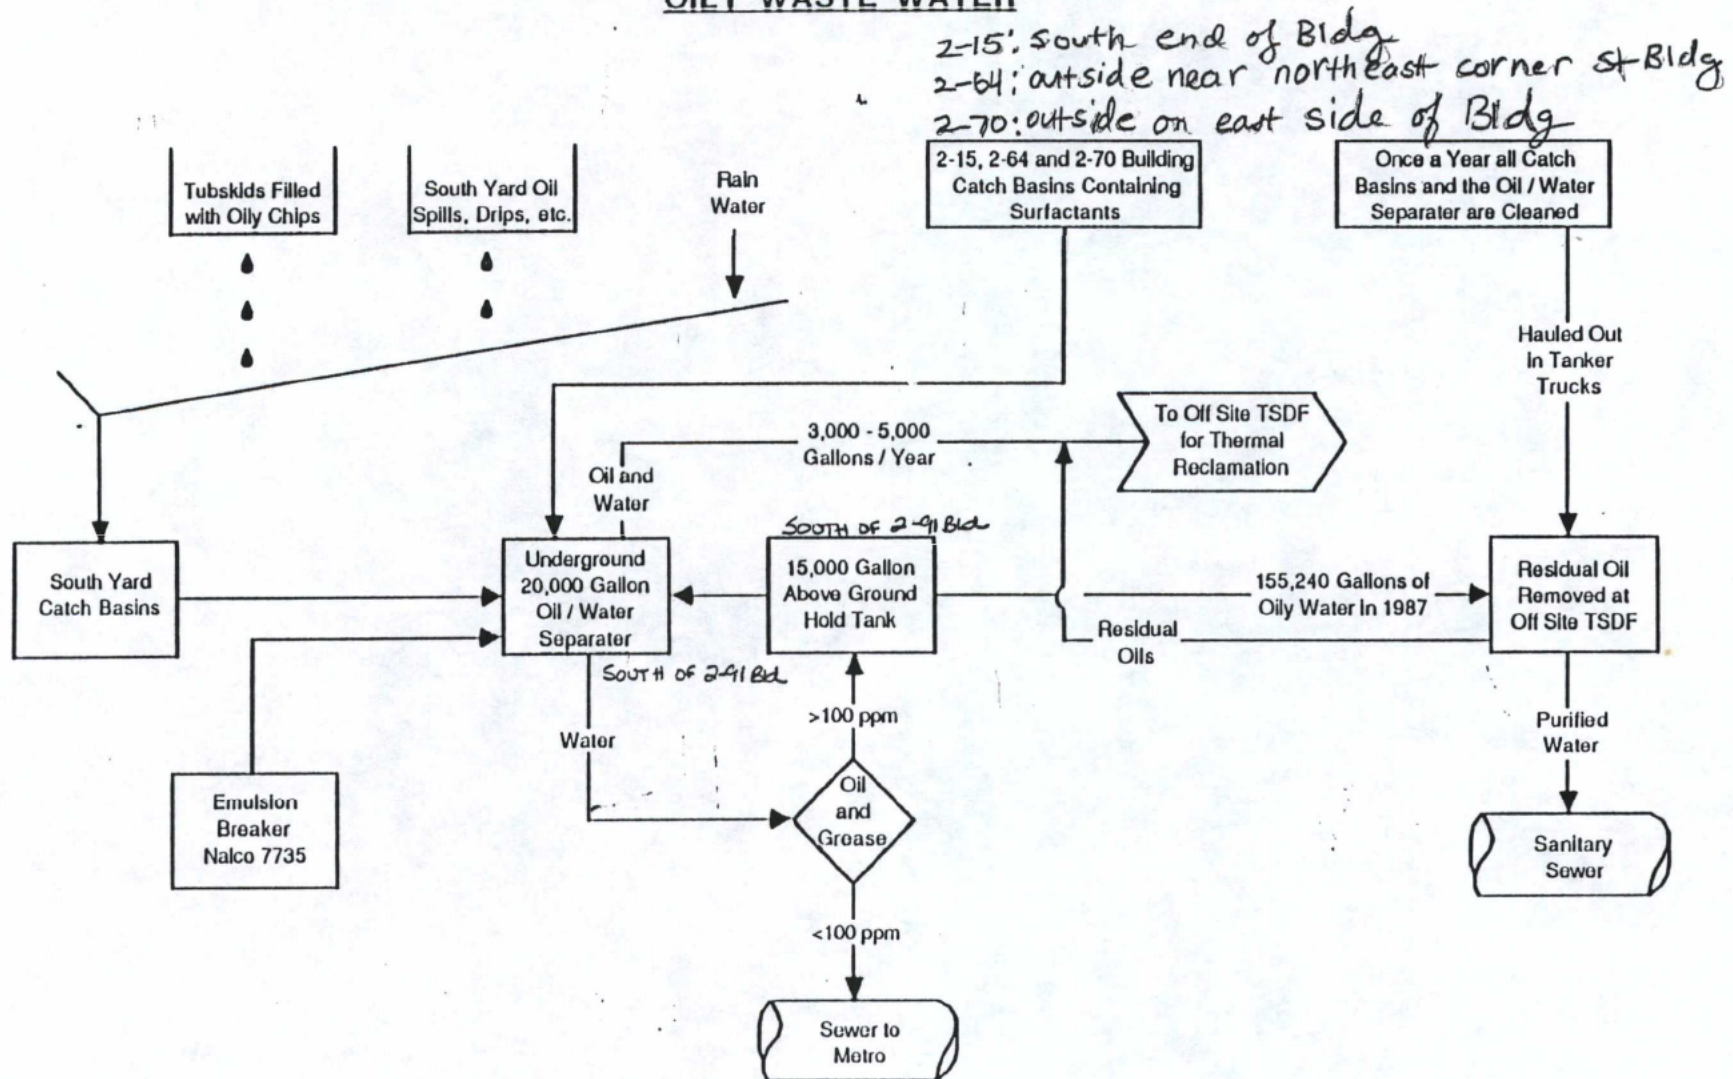 OILY WASTE WATER
2-15: South end of Bldg
2-64: outside near northeast corner of Bldg
2-70: outside on east side of Bldg
Tubskids Filled
with Oily Chips
South Yard Oil
Spills, Drips, etc.
Rain
Water
2-15, 2-64 and 2-70 Building
Catch Basins Containing
Surfactants
Once a Year all Catch
Basins and the Oil / Water
Separater are Cleaned
Hauled Out
In Tanker
Trucks
To Off Site TSDF
for Thermal
Reclamation
3,000 - 5,000
Gallons / Year
Oil and
Water
South Yard
Catch Basins
Underground
20,000 Gallon
Oil / Water
Separater
SOUTH OF 2-91 Bld
SOUTH OF 2-91 Bld
15,000 Gallon
Above Ground
Hold Tank
155,240 Gallons of
Oily Water In 1987
Residual
Oils
Residual Oil
Removed at
Off Site TSDF
Emulsion
Breaker
Nalco 7735
Water
>100 ppm
Oil
and
Grease
<100 ppm
Sewer to
Metro
Purified
Water
Sanitary
Sewer